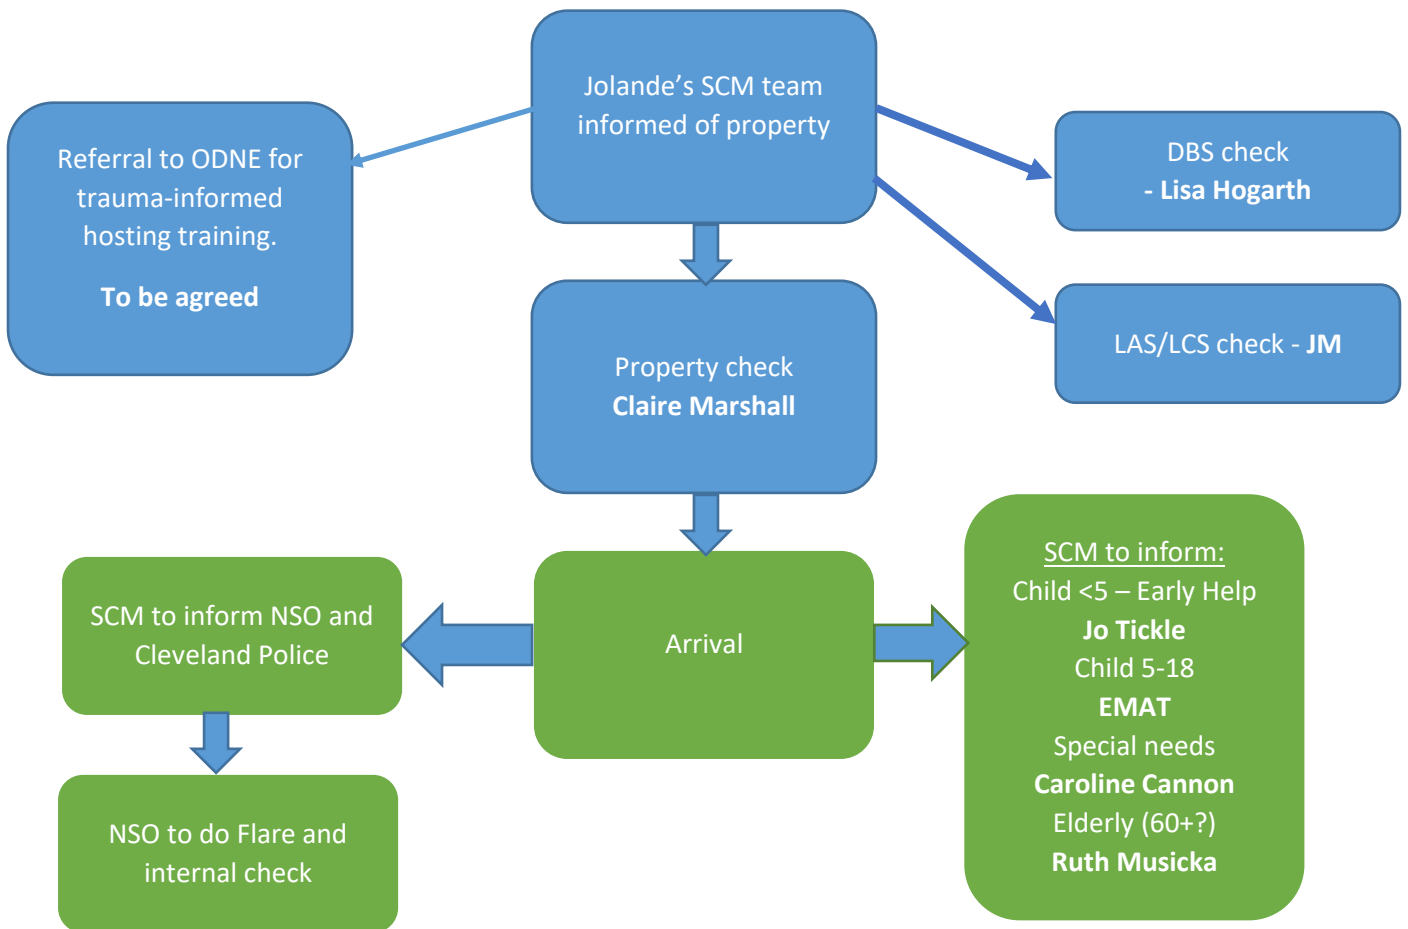 Jolande’s SCM team
informed of property
Referral to ODNE for
trauma-informed
hosting training.
To be agreed
DBS check
- Lisa Hogarth
LAS/LCS check - JM
Property check
Claire Marshall
Arrival
SCM to inform NSO and
Cleveland Police
NSO to do Flare and
internal check
SCM to inform:
Child <5 – Early Help
Jo Tickle
Child 5-18
EMAT
Special needs
Caroline Cannon
Elderly (60+?)
Ruth Musicka